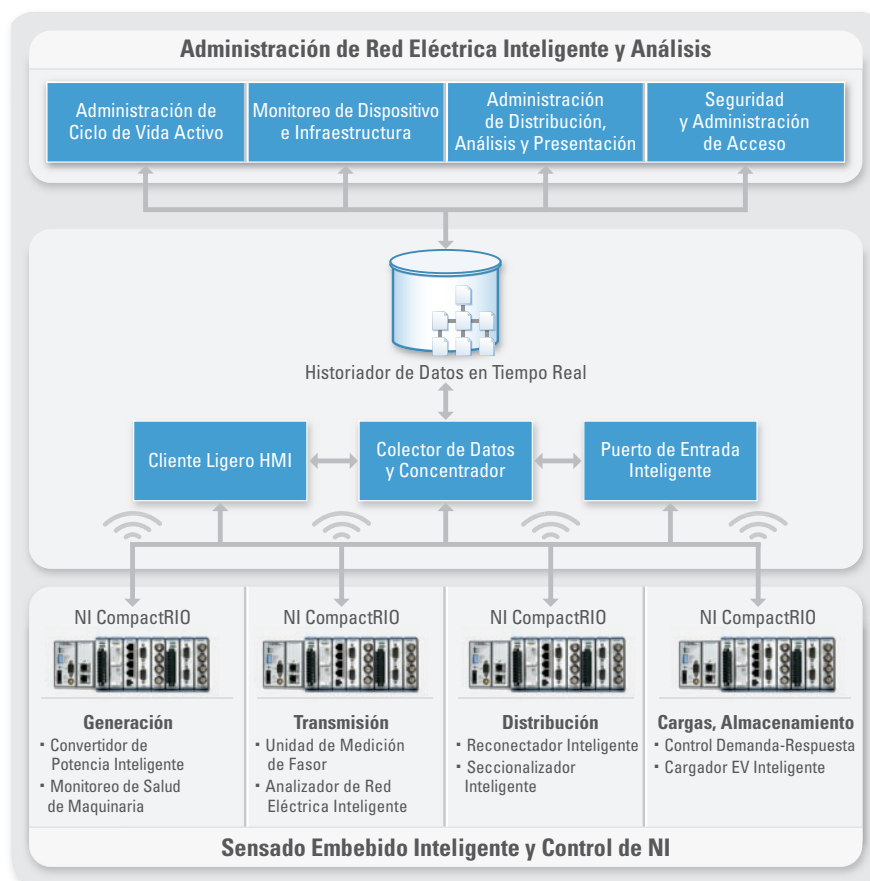 Administración de Red Eléctrica Inteligente y Análisis
Administración de
Ciclo de Vida Activo
Monitoreo de Dispositivo
e Infraestructura
Administración
de Distribución,
Análisis y Presentación
Seguridad
y Administración
de Acceso
Historiador de Datos en Tiempo Real
Cliente Ligero HMI
Colector de Datos
y Concentrador
Puerto de Entrada
Inteligente
NI CompactRIO
Generación
▪ Convertidor de
Potencia Inteligente
▪ Monitoreo de Salud
de Maquinaria
NI CompactRIO
Transmisión
▪ Unidad de Medición
de Fasor
▪ Analizador de Red
Eléctrica Inteligente
NI CompactRIO
Distribución
▪ Reconectador Inteligente
▪ Seccionalizador
Inteligente
NI CompactRIO
Cargas, Almacenamiento
▪ Control Demanda-Respuesta
▪ Cargador EV Inteligente
Sensado Embebido Inteligente y Control de NI